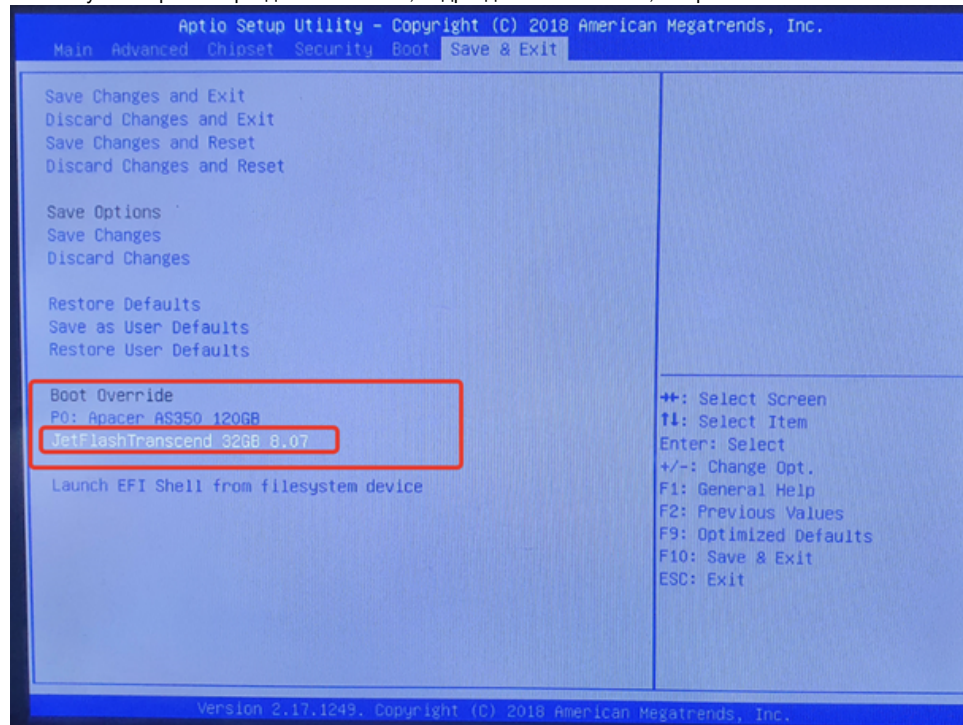 Aptio Setup Utility - Copyright (C) 2018 American Megatrends, Inc.
Main Advanced Chipset Security Boot Save & Exit
Save Changes and Exit
Discard Changes and Exit
Save Changes and Reset
Discard Changes and Reset
Save Options
Save Changes
Discard Changes
Restore Defaults
Save as User Defaults
Restore User Defaults
Boot Override
P0: Apacer AS350 120GB
JetFlashTranscend 32GB 8.07
Launch EFI Shell from filesystem device
→←: Select Screen
↑↓: Select Item
Enter: Select
+/-: Change Opt.
F1: General Help
F2: Previous Values
F9: Optimized Defaults
F10: Save & Exit
ESC: Exit
Version 2.17.1249. Copyright (C) 2018 American Megatrends, Inc.